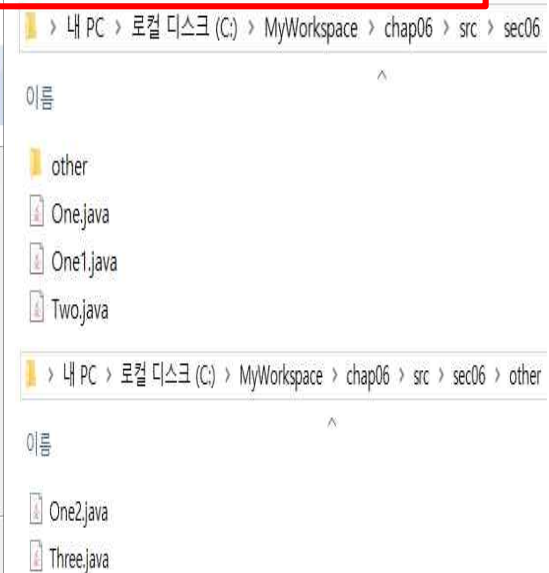 > 내 PC > 로컬 디스크 (C:) > MyWorkspace > chap06 > src > sec06
이름
other
One.java
One1.java
Two.java
> 내 PC > 로컬 디스크 (C:) > MyWorkspace > chap06 > src > sec06 > other
이름
One2.java
Three.java